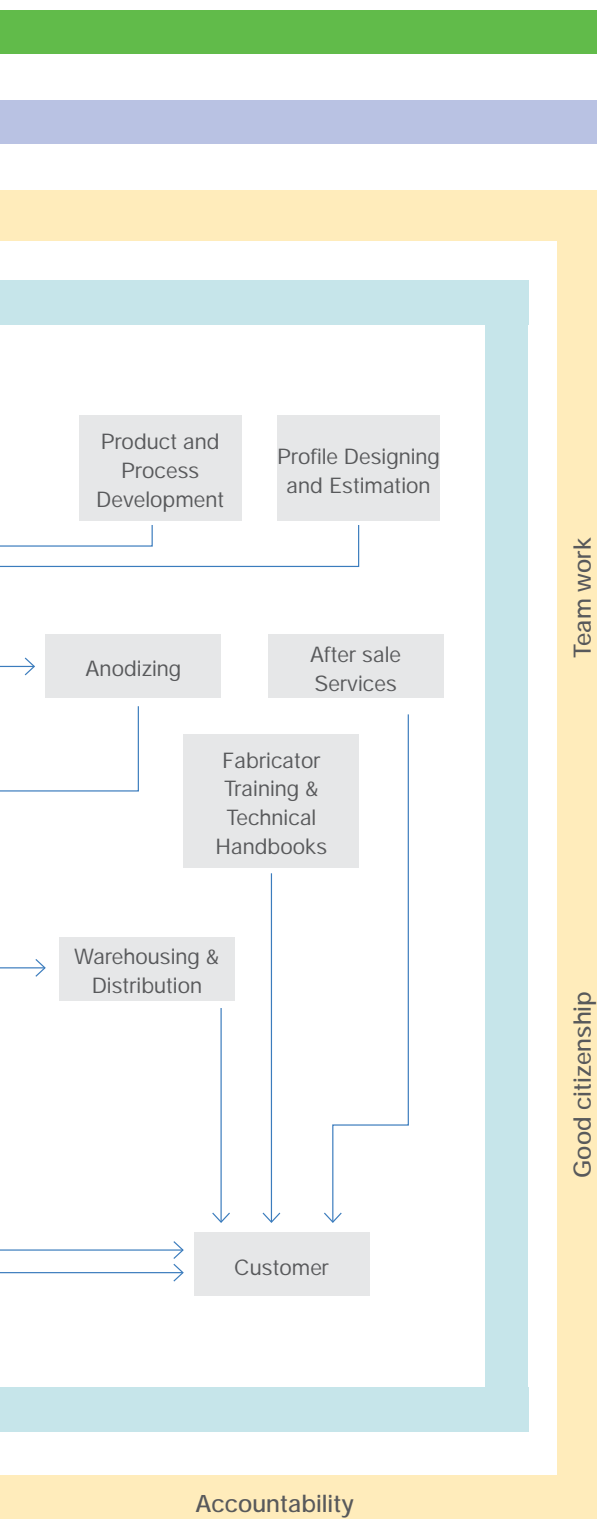 Product and
Process
Development
Profile Designing
and Estimation
Team work
Anodizing
After sale
Services
Fabricator
Training &
Technical
Handbooks
Warehousing &
Distribution
Good citizenship
Customer
Accountability